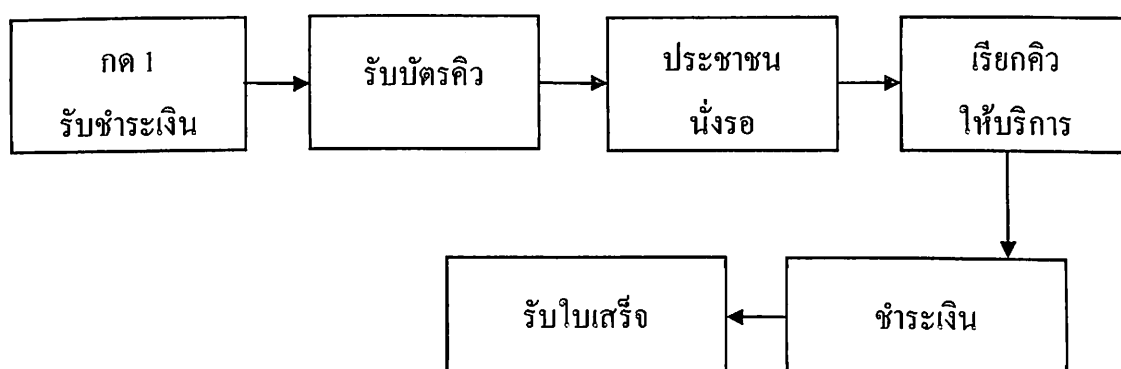 กด 1
รับชำระเงิน
รับบัตรคิว
ประชาชน
นั่งรอ
เรียกคิว
ให้บริการ
ชำระเงิน
รับใบเสร็จ